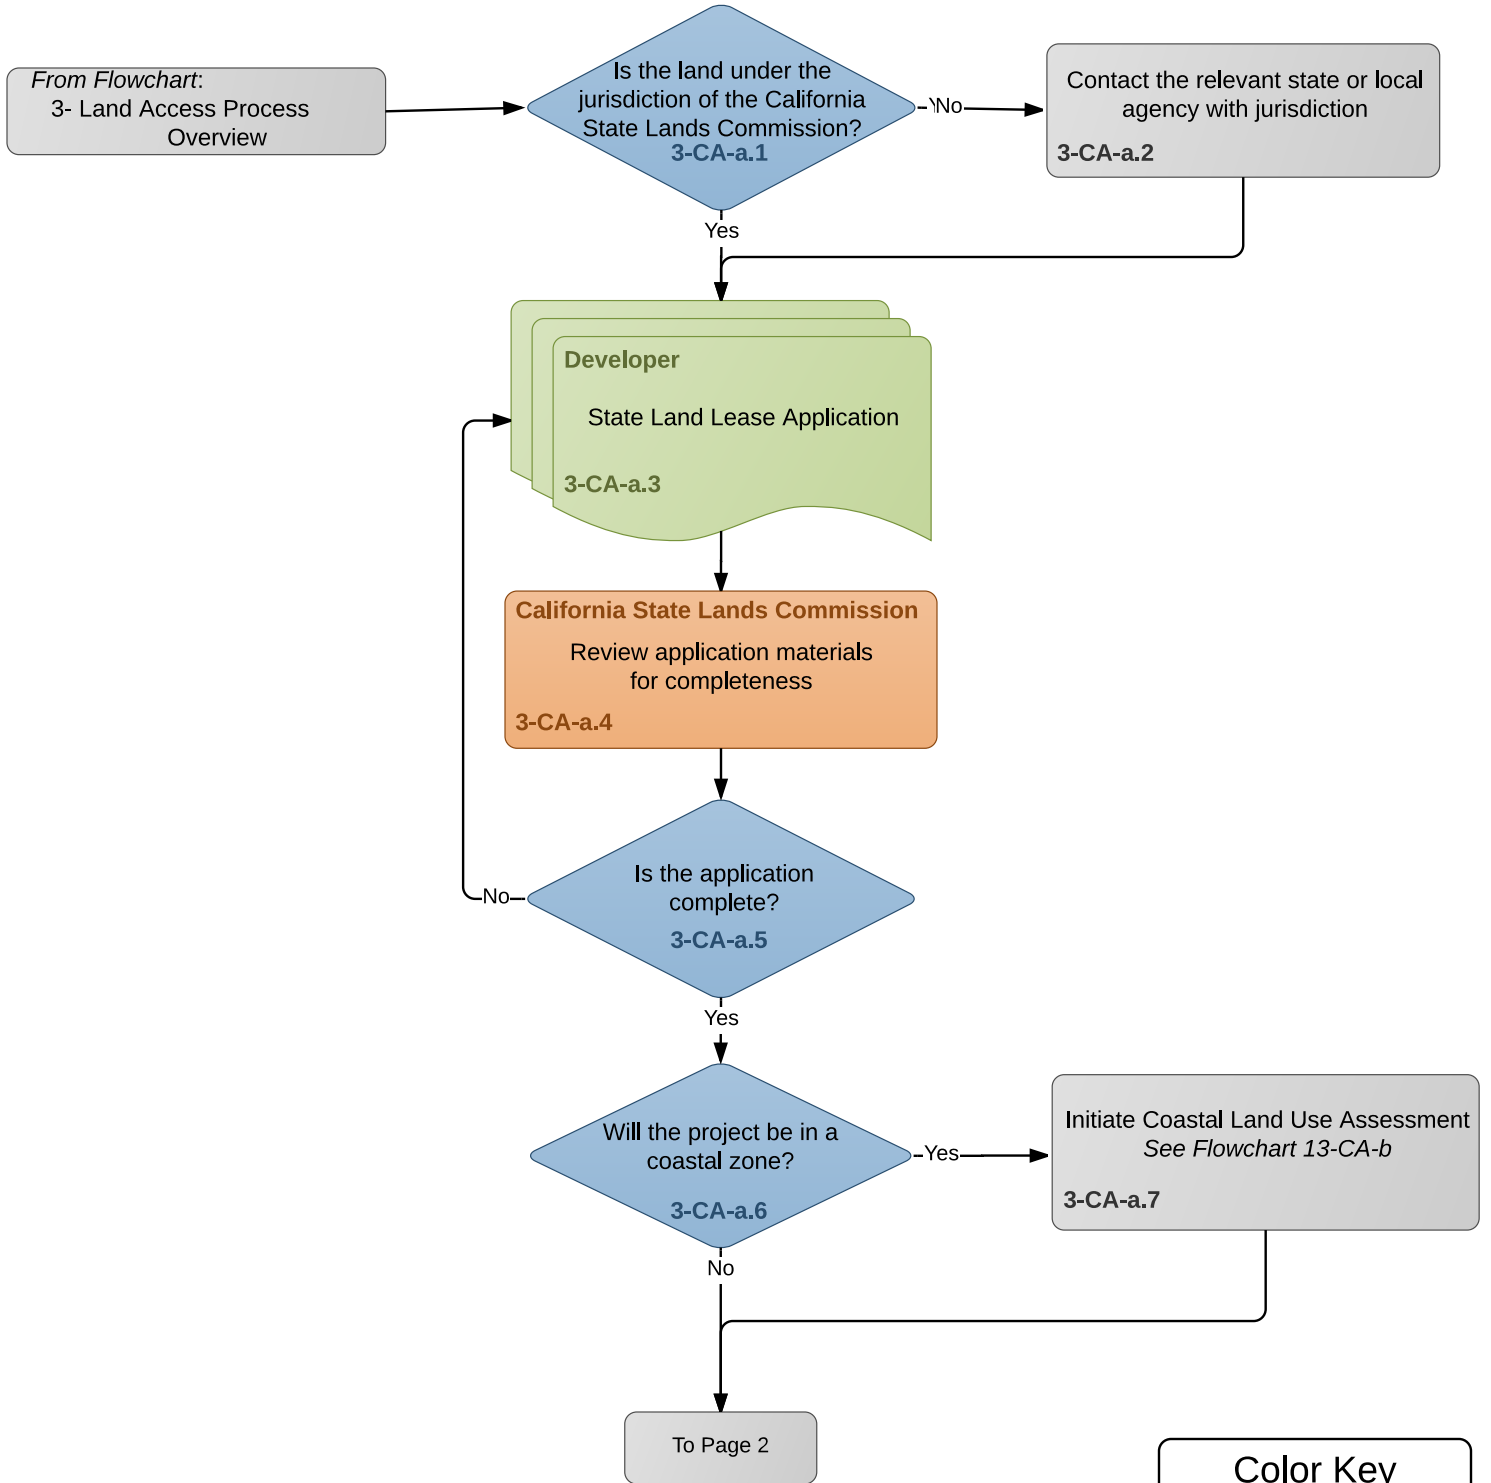 From Flowchart:
3- Land Access Process
Overview
Is the land under the
jurisdiction of the California
State Lands Commission?
3-CA-a.1
No
Contact the relevant state or local
agency with jurisdiction
3-CA-a.2
Yes
Developer
State Land Lease Application
3-CA-a.3
California State Lands Commission
Review application materials
for completeness
3-CA-a.4
Is the application
complete?
3-CA-a.5
No
Yes
Will the project be in a
coastal zone?
3-CA-a.6
Yes
Initiate Coastal Land Use Assessment
See Flowchart 13-CA-b
3-CA-a.7
No
To Page 2
Color Key